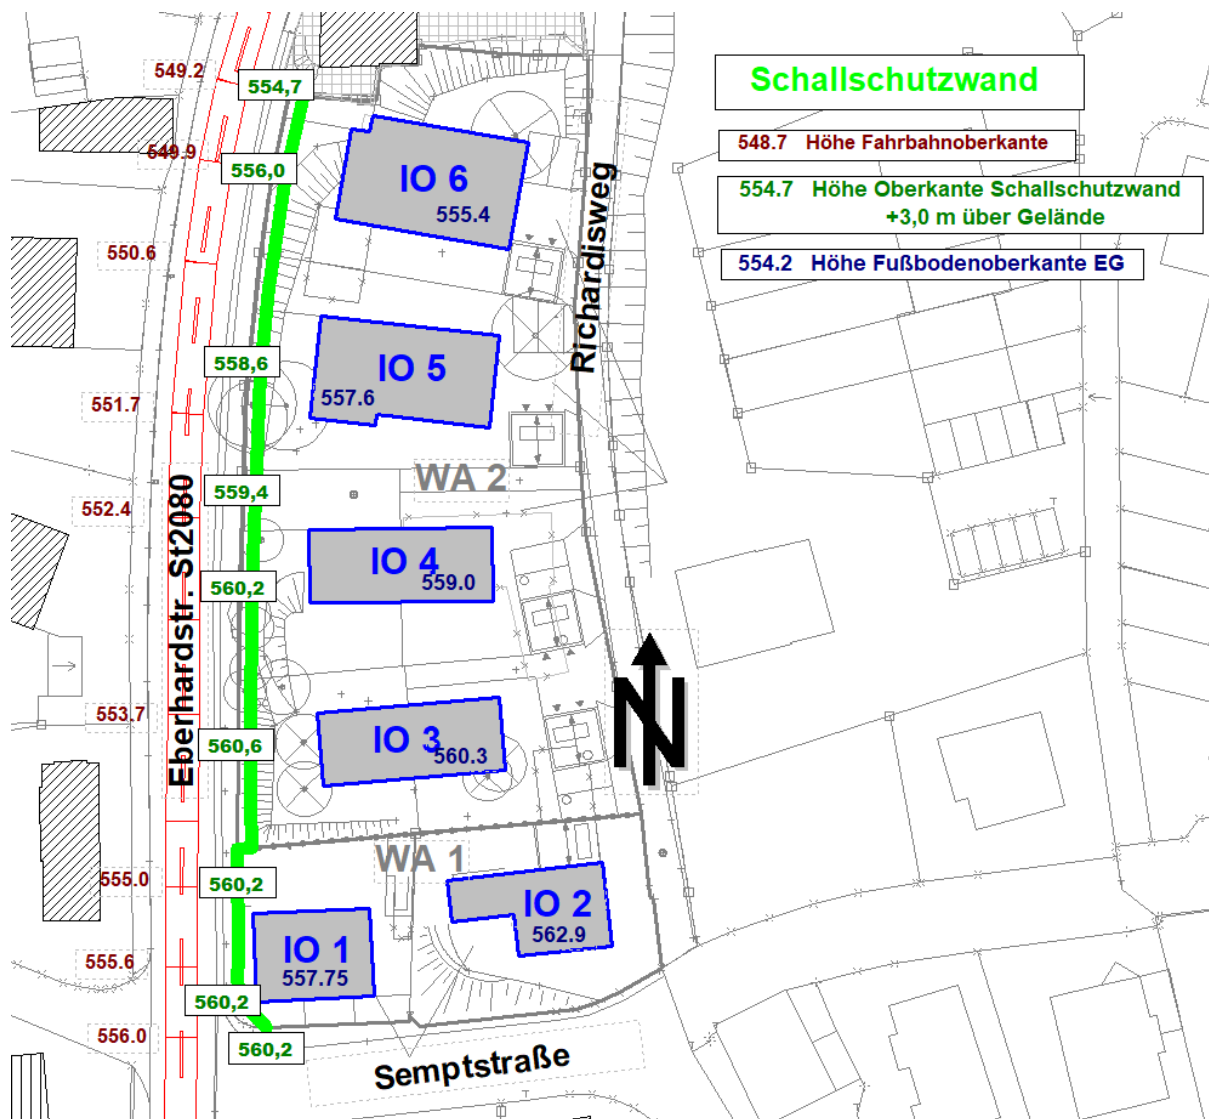 549.2
554,7
Schallschutzwand
549.9
556,0
548.7 Höhe Fahrbahnoberkante
554.7 Höhe Oberkante Schallschutzwand
+3,0 m über Gelände
554.2 Höhe Fußbodenoberkante EG
IO 6
555.4
Richardisweg
550.6
558,6
IO 5
557.6
551.7
559,4
WA 2
552.4
Eberhardstr. St2080
560,2
IO 4
559.0
N
553.7
560,6
IO 3
560.3
WA 1
555.0
560,2
IO 2
562.9
IO 1
557.75
555.6
560,2
556.0
560,2
Semptstraße